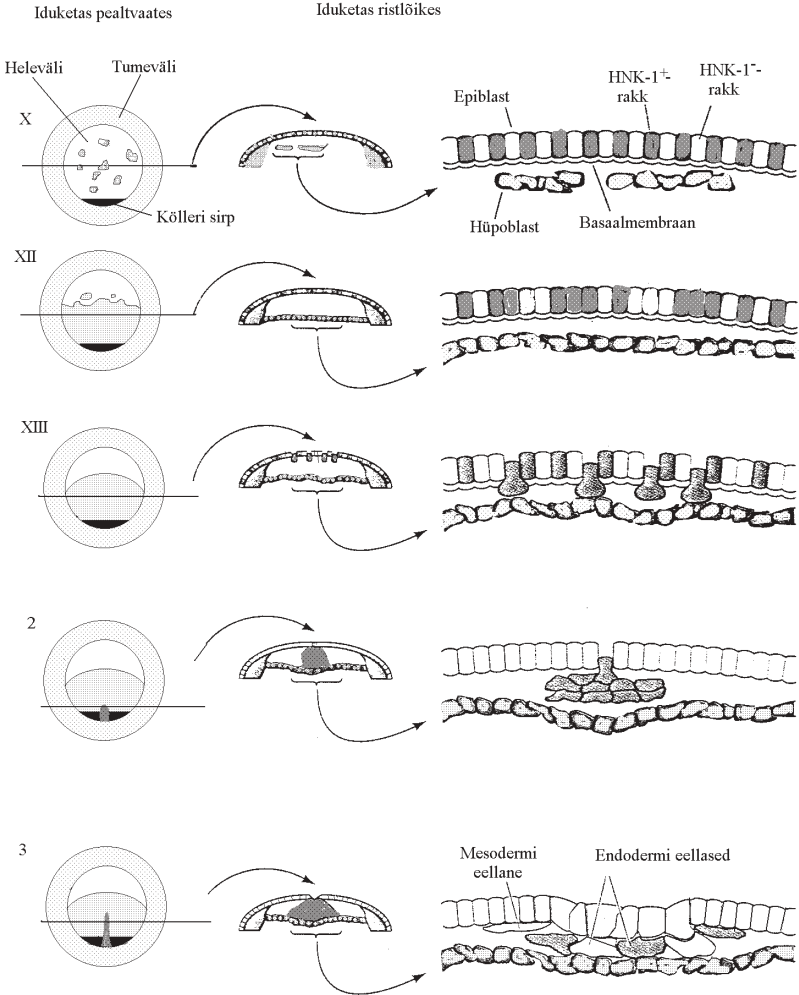 Iduketas pealtvaates
Iduketas ristlõikes
Heleväli
Tumeväli
X
Kölleri sirp
Epiblast
HNK-1+-
rakk
HNK-1--
rakk
Hüpoblast
Basaalmembraan
XII
XIII
2
3
Mesodermi
eellane
Endodermi eellased